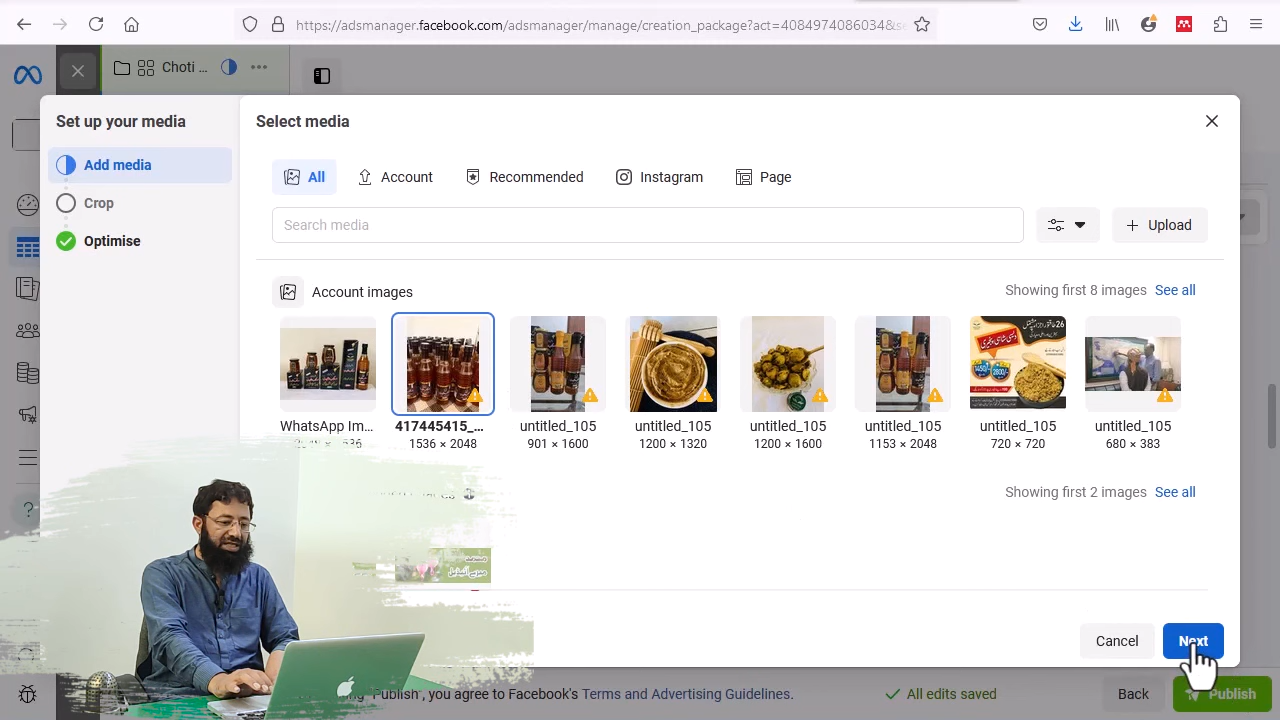 https://adsmanager.facebook.com/adsmanager/manage/creation_package?act=4084974086034&se
Choti ...
Set up your media
Add media
Crop
Optimise
Select media
All
Account
Recommended
Instagram
Page
Search media
Upload
Account images
Showing first 8 images See all
WhatsApp Im...
417445415_...
1536 × 2048
untitled_105
901 × 1600
untitled_105
1200 × 1320
untitled_105
1200 × 1600
untitled_105
1153 × 2048
untitled_105
720 × 720
untitled_105
680 × 383
Showing first 2 images See all
Cancel
Next
"Publish", you agree to Facebook's Terms and Advertising Guidelines.
All edits saved
Back
Publish